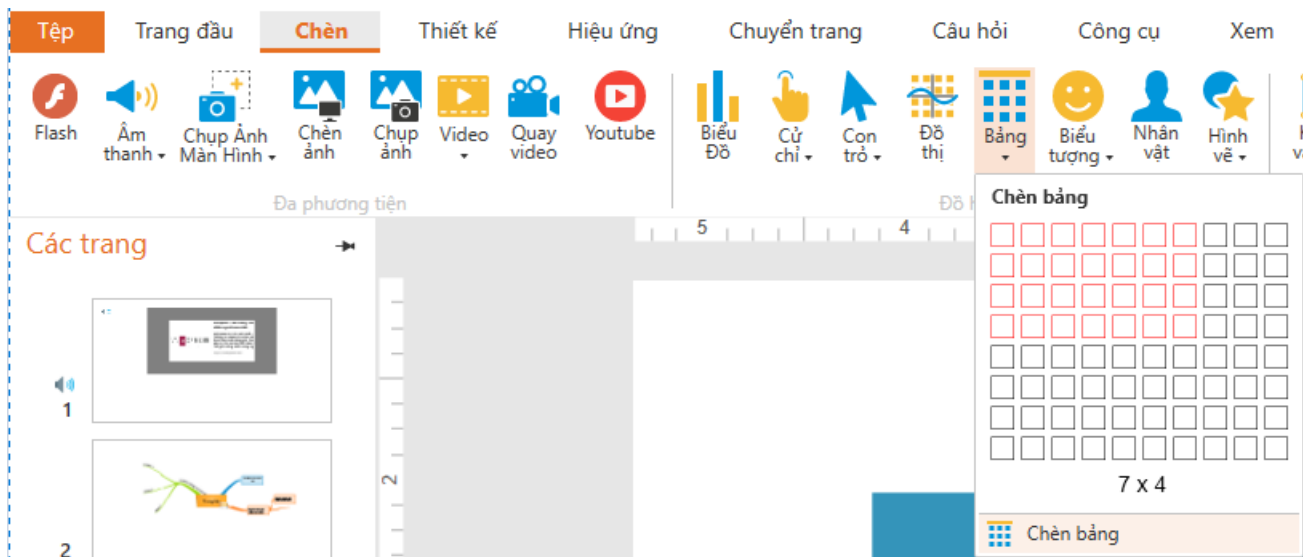 Tệp Trang đầu Chèn Thiết kế Hiệu ứng Chuyển trang Câu hỏi Công cụ Xem
Flash
Âm thanh
Chụp Ảnh Màn Hình
Chèn ảnh
Chụp ảnh
Video
Quay video
Youtube
Biểu Đồ
Cử chỉ
Con trỏ
Đồ thị
Bảng
Biểu tượng
Nhân vật
Hình vẽ
Đa phương tiện
Đồ
Chèn bảng
5 4
Các trang
1
2
2
7 x 4
Chèn bảng